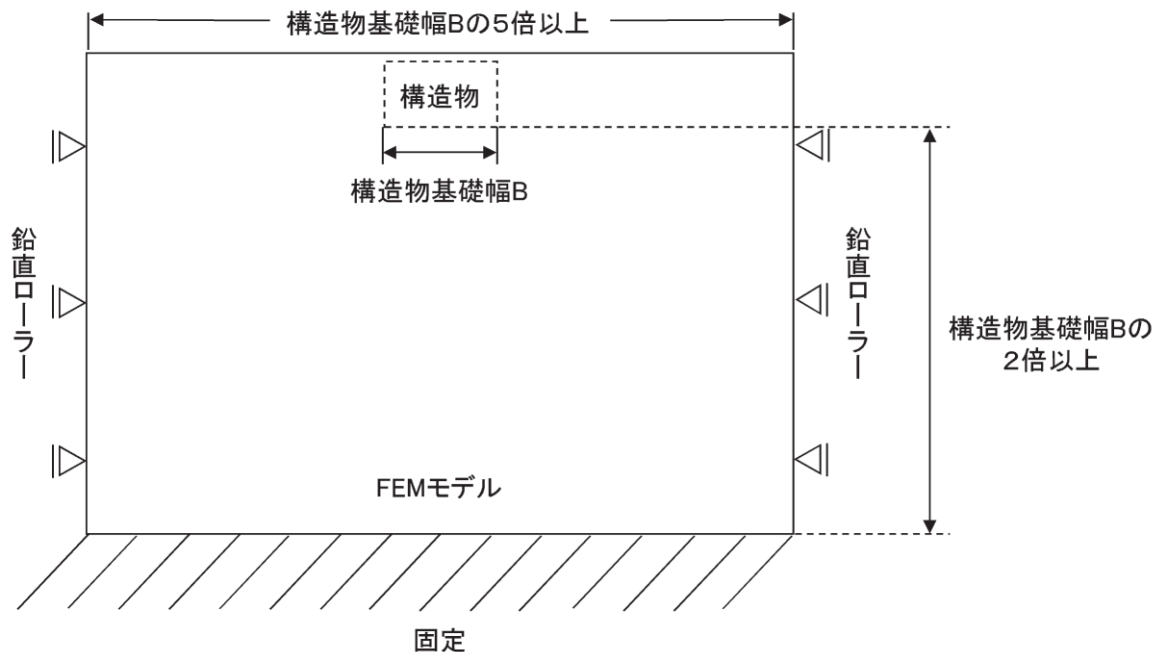 構造物基礎幅Bの5倍以上
構造物
構造物基礎幅B
鉛直ローラー
鉛直ローラー
構造物基礎幅Bの
2倍以上
FEMモデル
固定